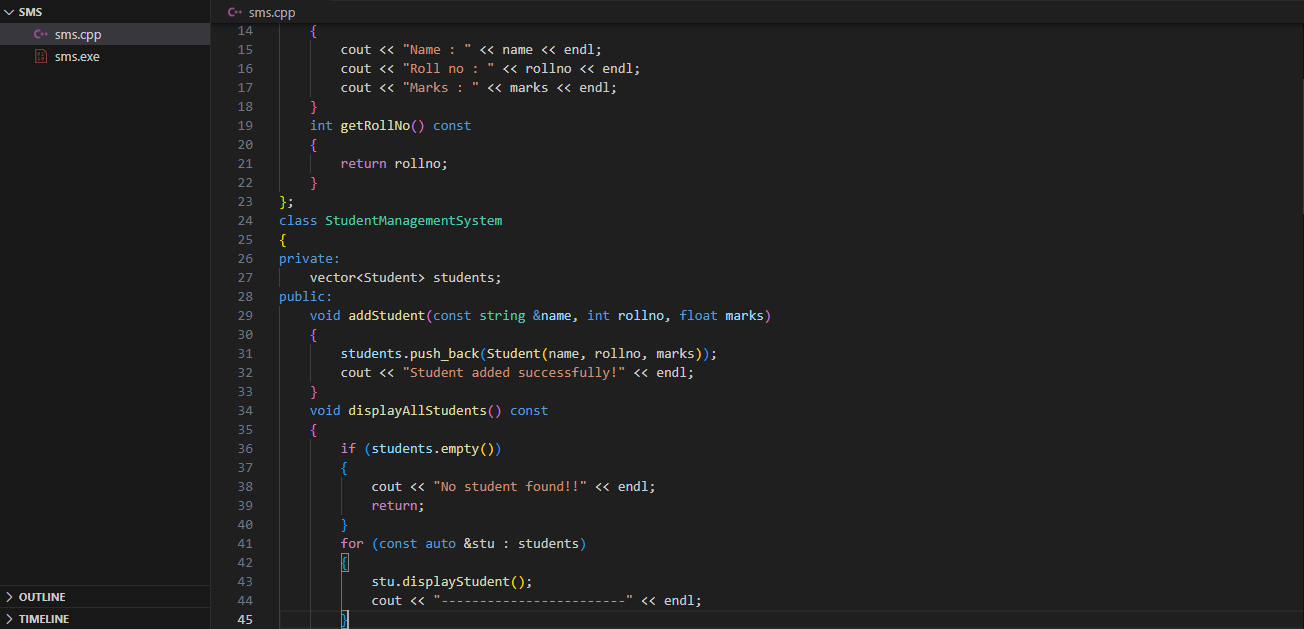 SMS
sms.cpp
sms.exe
OUTLINE
TIMELINE
sms.cpp
14 {
15 cout << "Name : " << name << endl;
16 cout << "Roll no : " << rollno << endl;
17 cout << "Marks : " << marks << endl;
18 }
19 int getRollNo() const
20 {
21 return rollno;
22 }
23 };
24 class StudentManagementSystem
25 {
26 private:
27 vector<Student> students;
28 public:
29 void addStudent(const string &name, int rollno, float marks)
30 {
31 students.push_back(Student(name, rollno, marks));
32 cout << "Student added successfully!" << endl;
33 }
34 void displayAllStudents() const
35 {
36 if (students.empty())
37 {
38 cout << "No student found!!" << endl;
39 return;
40 }
41 for (const auto &stu : students)
42 {
43 stu.displayStudent();
44 cout << "------------------------" << endl;
45 }